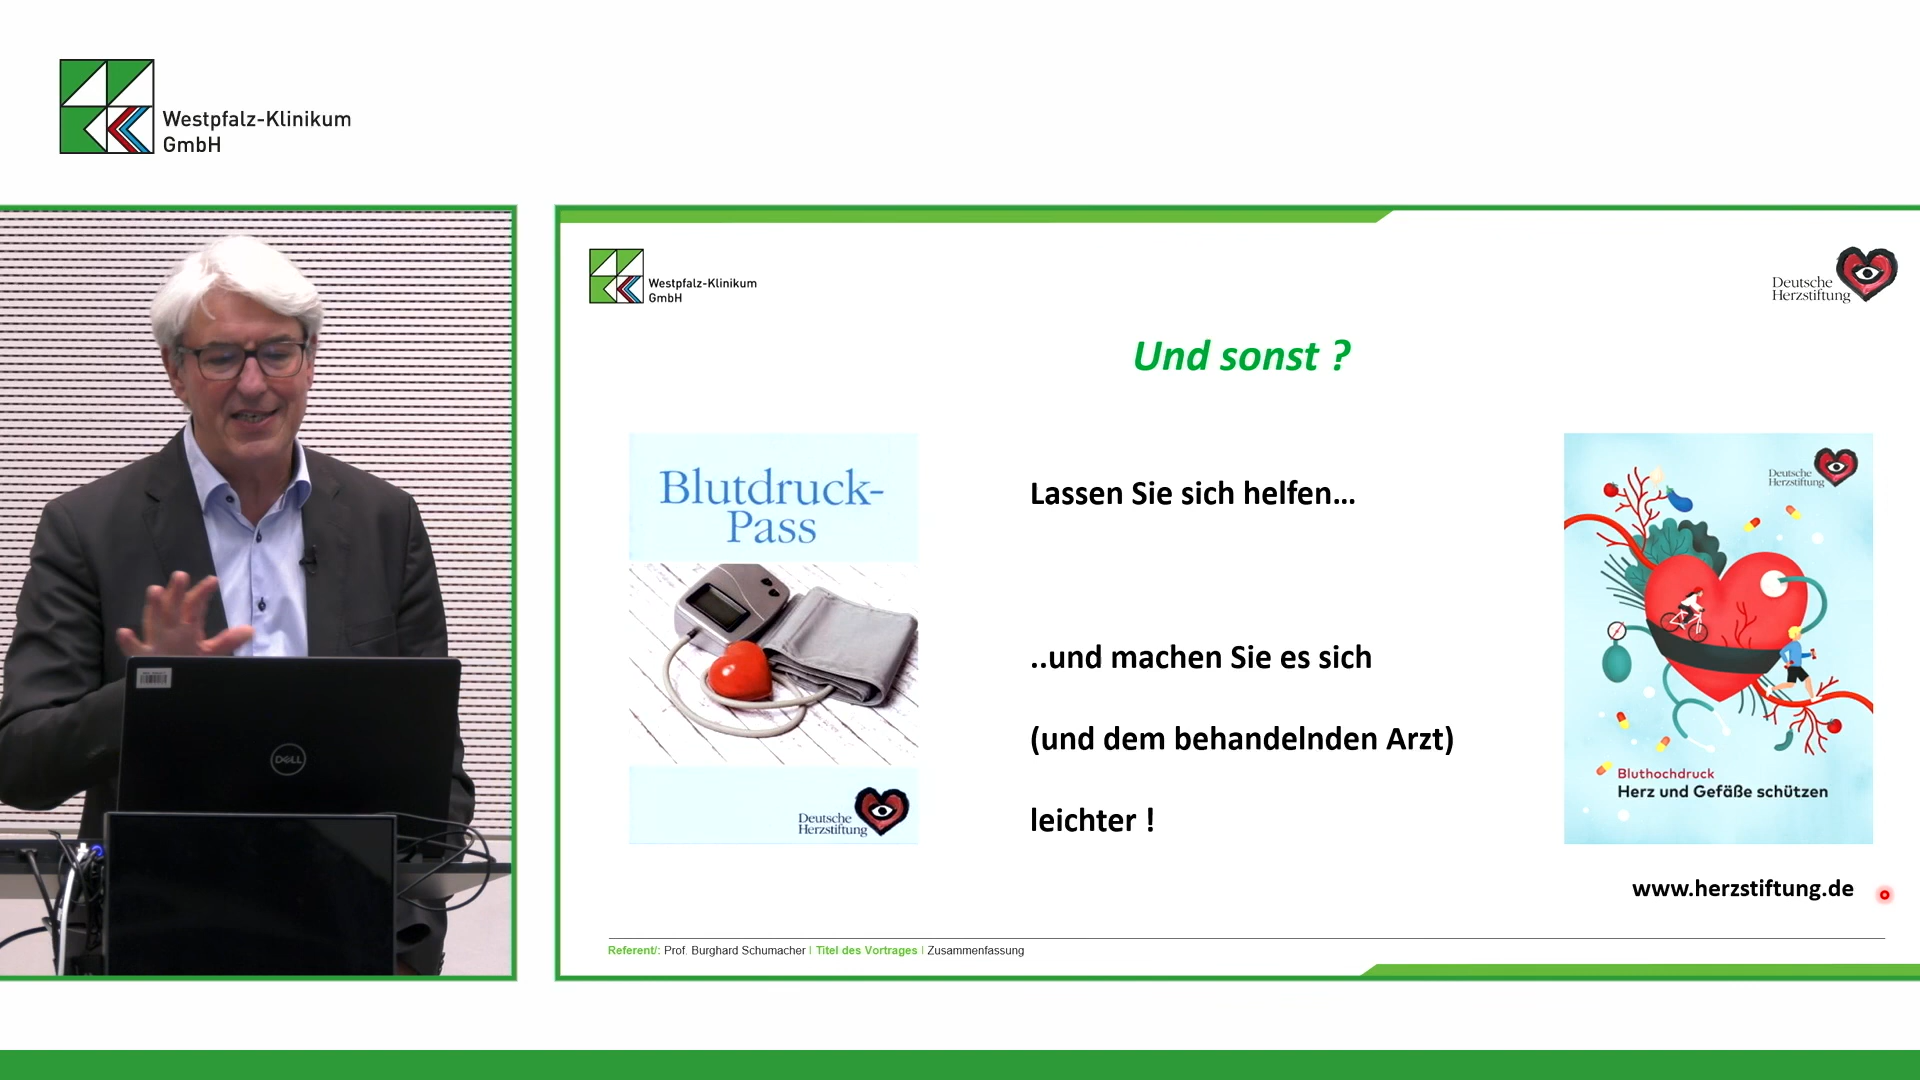 Westpfalz-Klinikum
GmbH
Westpfalz-Klinikum
GmbH
Deutsche
Herzstiftung
Und sonst ?
Blutdruck-
Pass
Deutsche
Herzstiftung
Lassen Sie sich helfen...
..und machen Sie es sich
(und dem behandelnden Arzt)
leichter !
Deutsche
Herzstiftung
Bluthochdruck
Herz und Gefäße schützen
www.herzstiftung.de
Referent/: Prof. Burghard Schumacher | Titel des Vortrages | Zusammenfassung
DELL